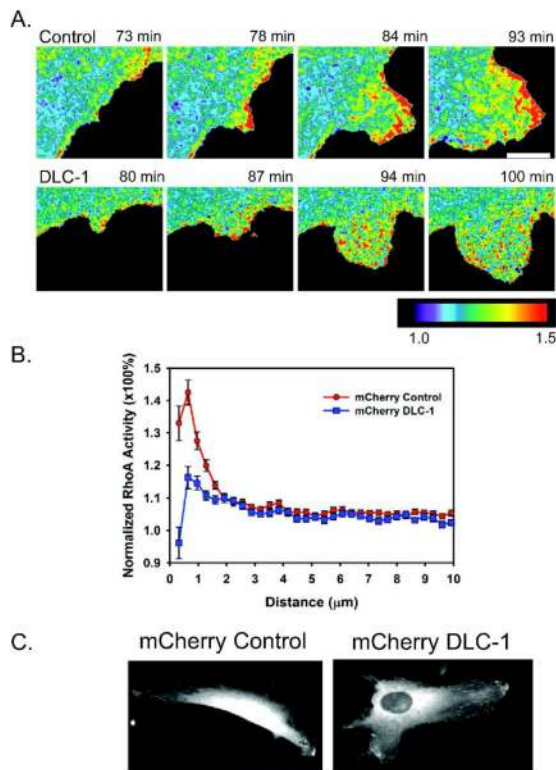 A.
Control 73 min 78 min 84 min 93 min
DLC-1 80 min 87 min 94 min 100 min
1.0 1.5
B.
Normalized RhoA Activity (x100%)
1.5
1.4
1.3
1.2
1.1
1.0
0.9
mCherry Control
mCherry DLC-1
0 1 2 3 4 5 6 7 8 9 10
Distance (μm)
C.
mCherry Control mCherry DLC-1